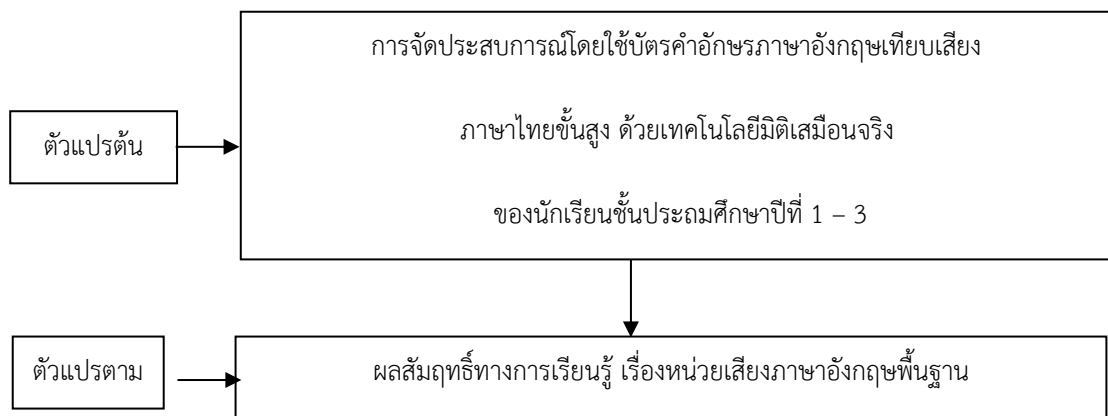 การจัดประสบการณ์โดยใช้บัตรคำอักษรภาษาอังกฤษเทียบเสียง
ตัวแปรต้น
ภาษาไทยขั้นสูง ด้วยเทคโนโลยีมิติเสมือนจริง
ของนักเรียนชั้นประถมศึกษาปีที่ 1 – 3
ตัวแปรตาม
ผลสัมฤทธิ์ทางการเรียนรู้ เรื่องหน่วยเสียงภาษาอังกฤษพื้นฐาน